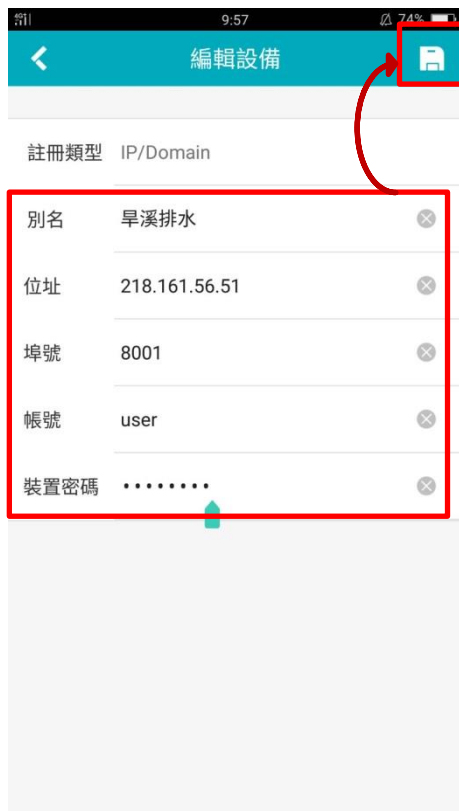 9:57 74%
編輯設備
註冊類型 IP/Domain
別名 旱溪排水
位址 218.161.56.51
埠號 8001
帳號 user
裝置密碼 ········